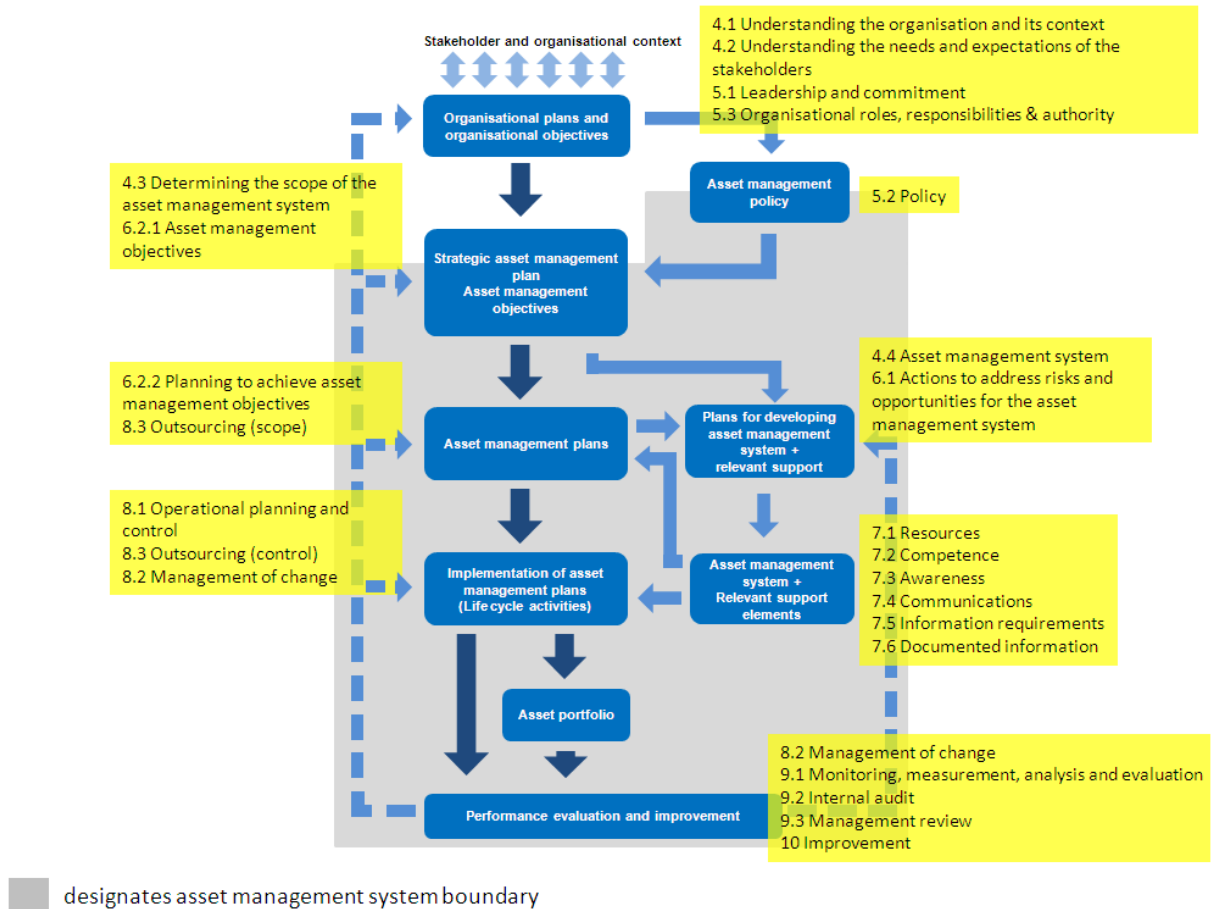 Stakeholder and organisational context
4.1 Understanding the organisation and its context
4.2 Understanding the needs and expectations of the
stakeholders
5.1 Leadership and commitment
5.3 Organisational roles, responsibilities & authority
Organisational plans and
organisational objectives
4.3 Determining the scope of the
asset management system
6.2.1 Asset management
objectives
Asset management
policy
5.2 Policy
Strategic asset management
plan
Asset management
objectives
6.2.2 Planning to achieve asset
management objectives
8.3 Outsourcing (scope)
4.4 Asset management system
6.1 Actions to address risks and
opportunities for the asset
management system
Asset management plans
Plans for developing
asset management
system +
relevant support
8.1 Operational planning and
control
8.3 Outsourcing (control)
8.2 Management of change
7.1 Resources
7.2 Competence
7.3 Awareness
7.4 Communications
7.5 Information requirements
7.6 Documented information
Implementation of asset
management plans
(Life cycle activities)
Asset management
system +
Relevant support
elements
Asset portfolio
8.2 Management of change
9.1 Monitoring, measurement, analysis and evaluation
9.2 Internal audit
9.3 Management review
10 Improvement
Performance evaluation and improvement
designates asset management system boundary